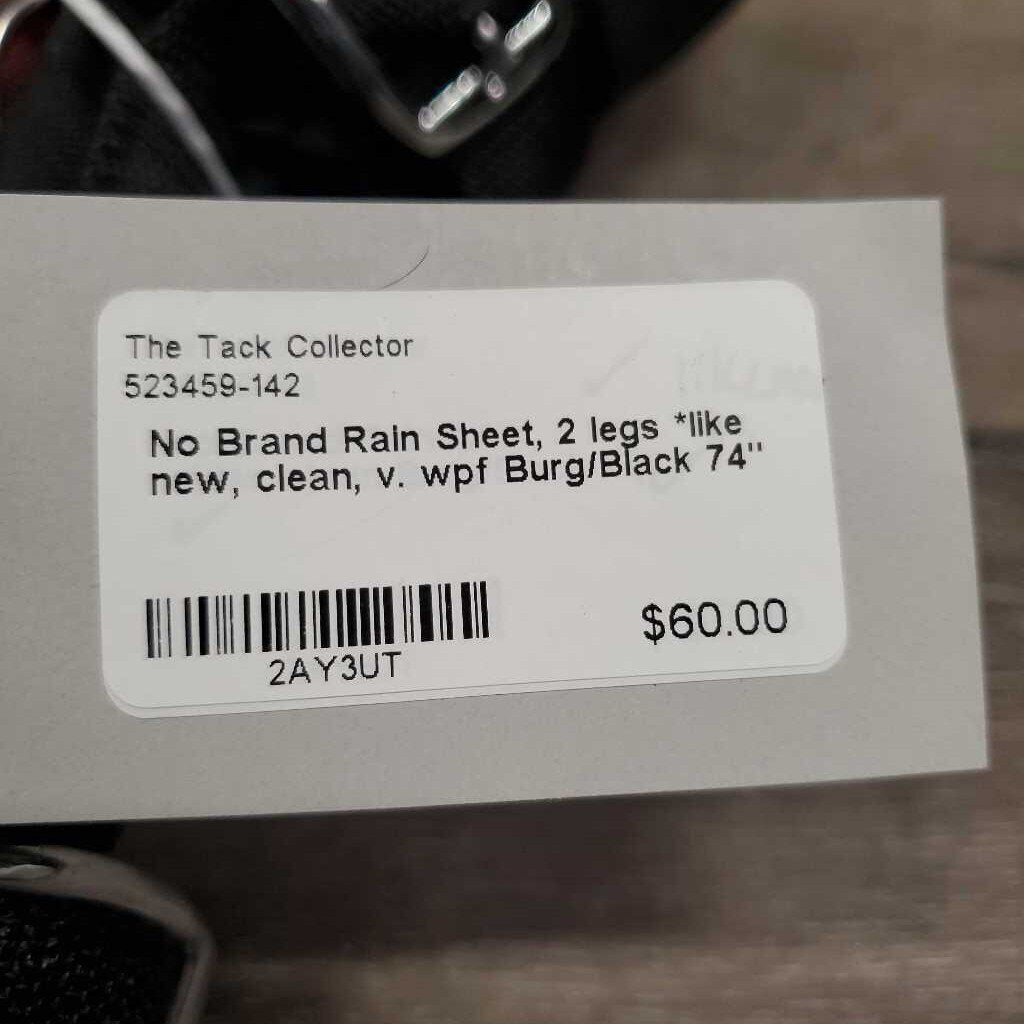 The Tack Collector
523459-142
No Brand Rain Sheet, 2 legs *like
new, clean, v. wpf Burg/Black 74"
2AY3UT
$60.00